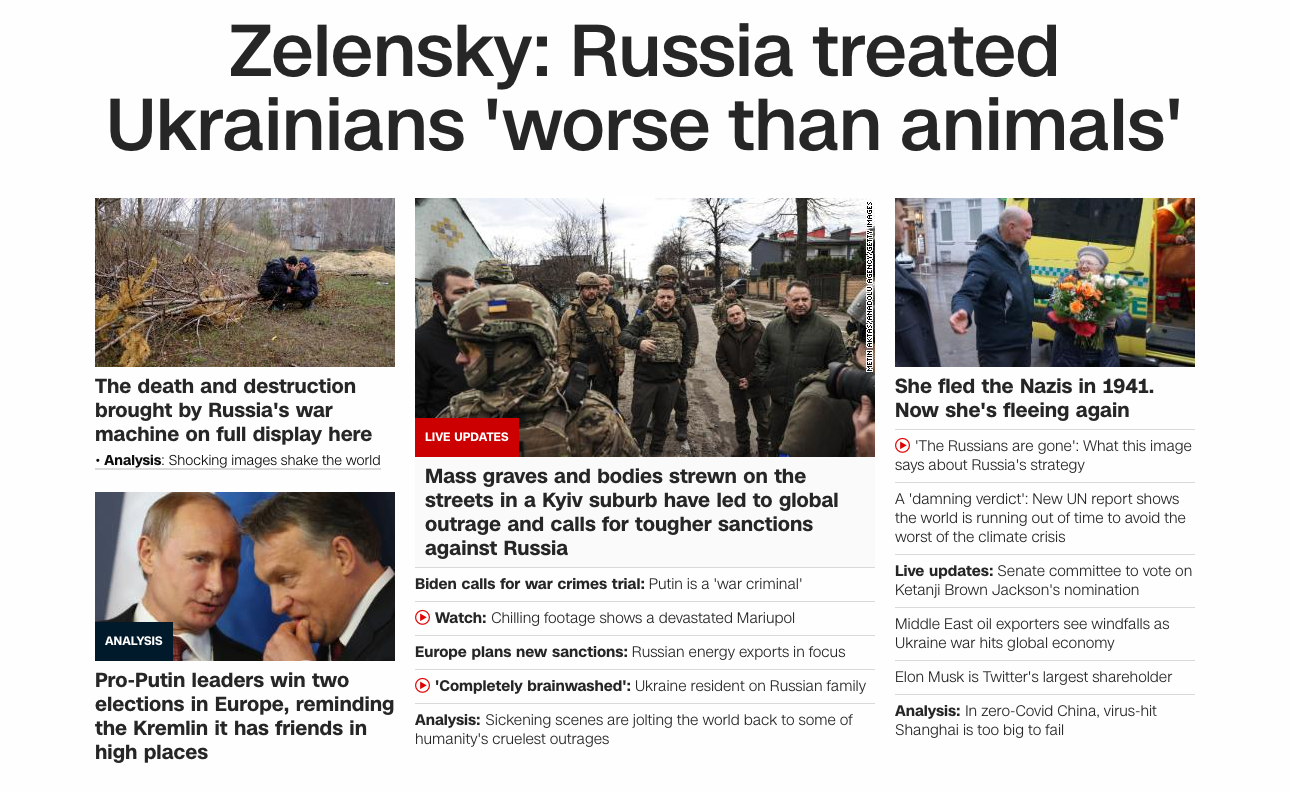 Zelensky: Russia treated
Ukrainians 'worse than animals'
The death and destruction
brought by Russia's war
machine on full display here
• Analysis: Shocking images shake the world
ANALYSIS
Pro-Putin leaders win two
elections in Europe, reminding
the Kremlin it has friends in
high places
METIN AKTAS/ANADOLU AGENCY/GETTY IMAGES
LIVE UPDATES
Mass graves and bodies strewn on the
streets in a Kyiv suburb have led to global
outrage and calls for tougher sanctions
against Russia
Biden calls for war crimes trial: Putin is a 'war criminal'
Watch: Chilling footage shows a devastated Mariupol
Europe plans new sanctions: Russian energy exports in focus
'Completely brainwashed': Ukraine resident on Russian family
Analysis: Sickening scenes are jolting the world back to some of
humanity's cruelest outrages
She fled the Nazis in 1941.
Now she's fleeing again
'The Russians are gone': What this image
says about Russia's strategy
A 'damning verdict': New UN report shows
the world is running out of time to avoid the
worst of the climate crisis
Live updates: Senate committee to vote on
Ketanji Brown Jackson's nomination
Middle East oil exporters see windfalls as
Ukraine war hits global economy
Elon Musk is Twitter's largest shareholder
Analysis: In zero-Covid China, virus-hit
Shanghai is too big to fail